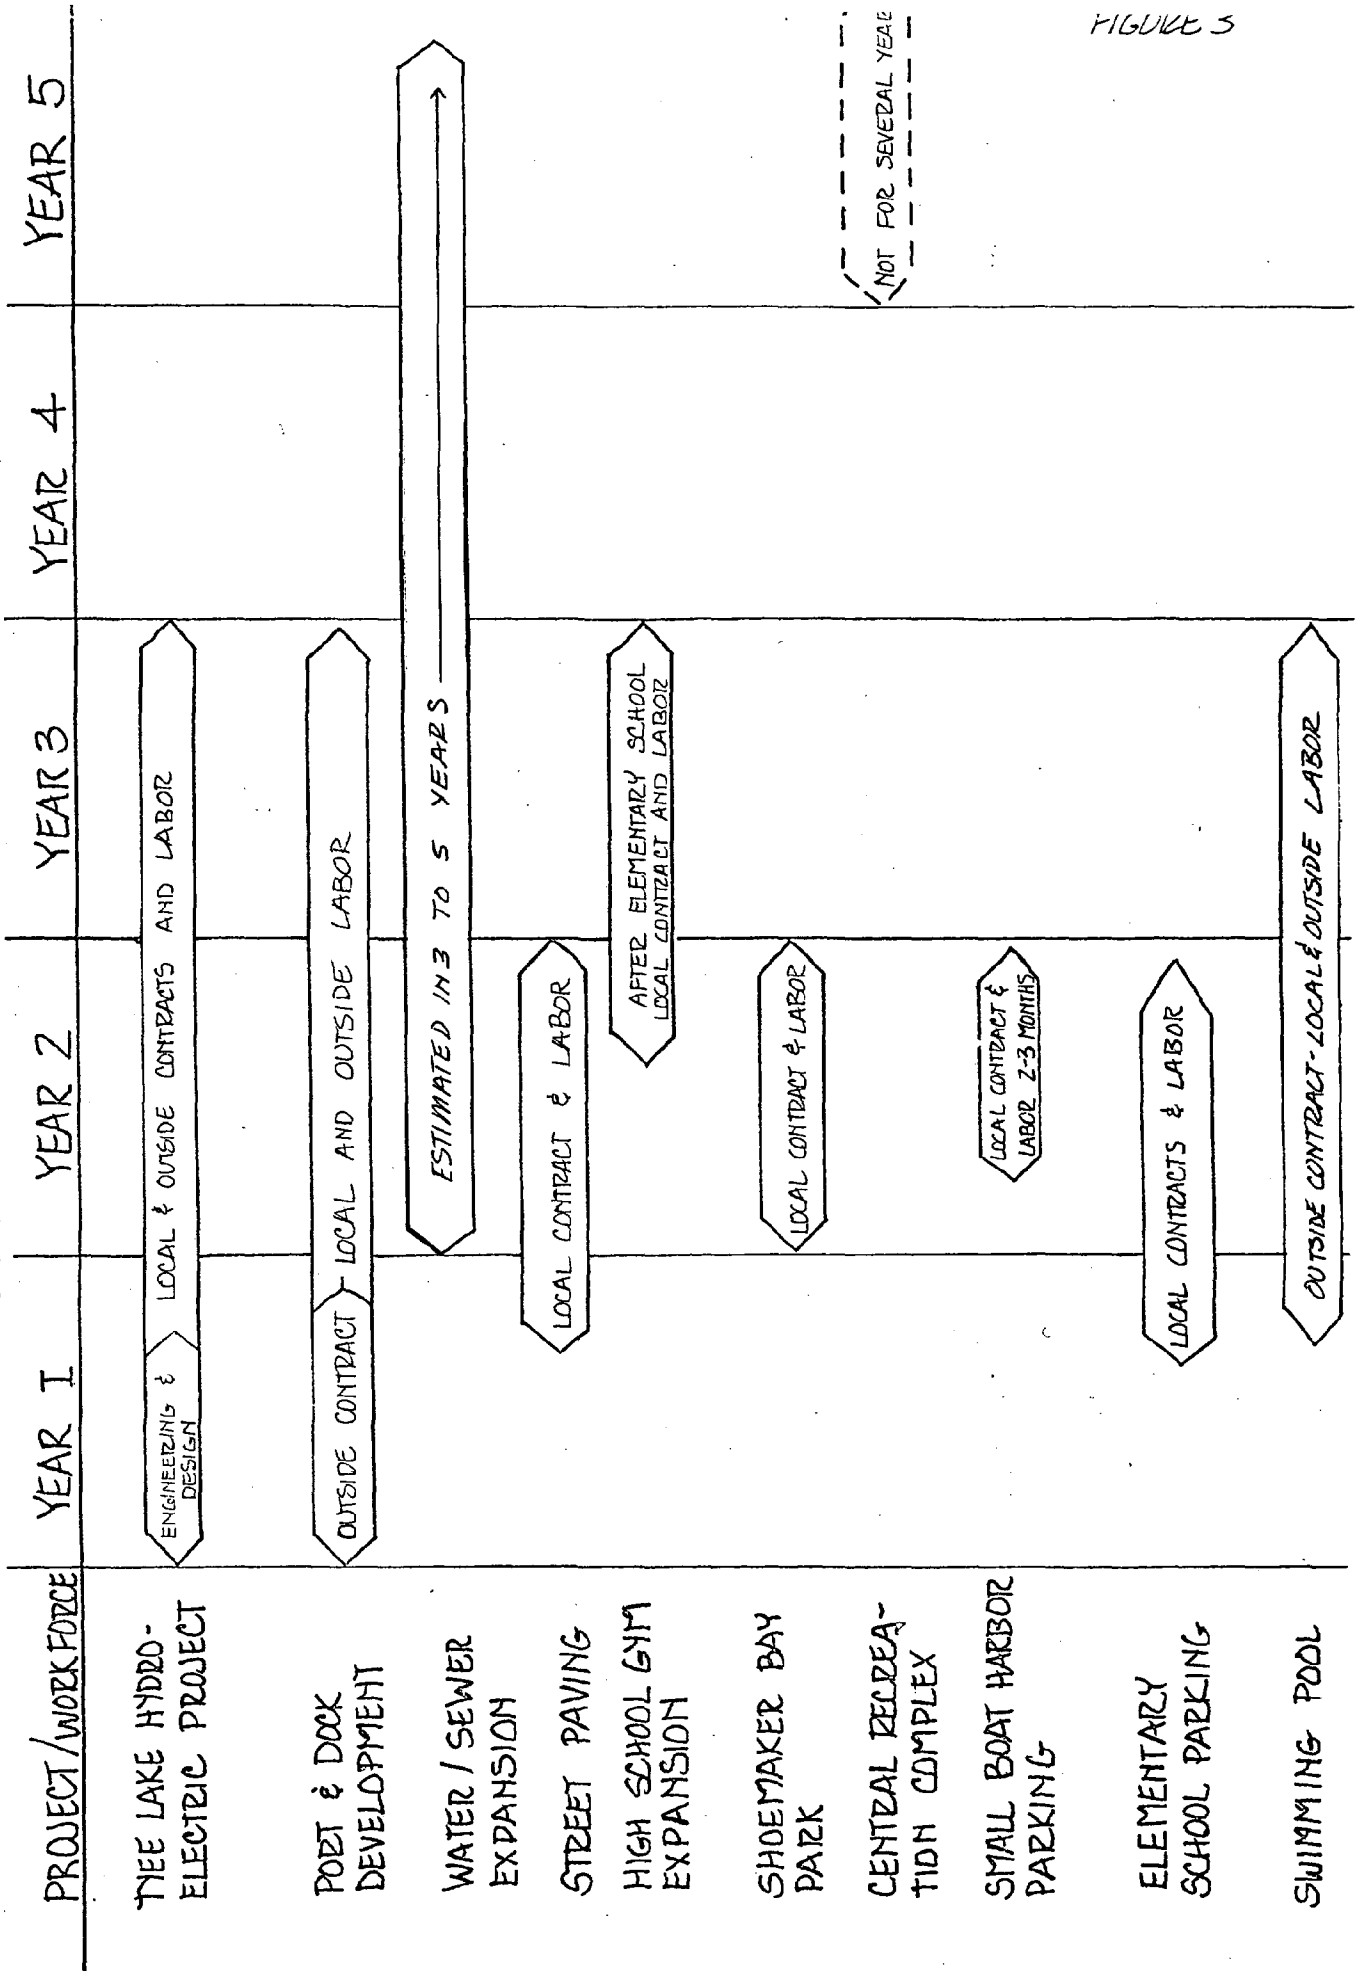 FIGURE 3
PROJECT/WORKFORCE YEAR I YEAR 2 YEAR 3 YEAR 4 YEAR 5
TYEE LAKE HYDRO-
ELECTRIC PROJECT
ENGINEERING &
DESIGN
LOCAL & OUTSIDE CONTRACTS AND LABOR
PORT & DOCK
DEVELOPMENT
OUTSIDE CONTRACT
LOCAL AND OUTSIDE LABOR
WATER/SEWER
EXPANSION
ESTIMATED IN 3 TO 5 YEARS
STREET PAVING
LOCAL CONTRACT & LABOR
HIGH SCHOOL GYM
EXPANSION
AFTER ELEMENTARY SCHOOL
LOCAL CONTRACT AND LABOR
SHOEMAKER BAY
PARK
LOCAL CONTRACT & LABOR
CENTRAL RECREA-
TION COMPLEX
NOT FOR SEVERAL YEAR
SMALL BOAT HARBOR
PARKING
LOCAL CONTRACT &
LABOR 2-3 MONTHS
ELEMENTARY
SCHOOL PARKING
LOCAL CONTRACTS & LABOR
SWIMMING POOL
OUTSIDE CONTRACT-LOCAL & OUTSIDE LABOR